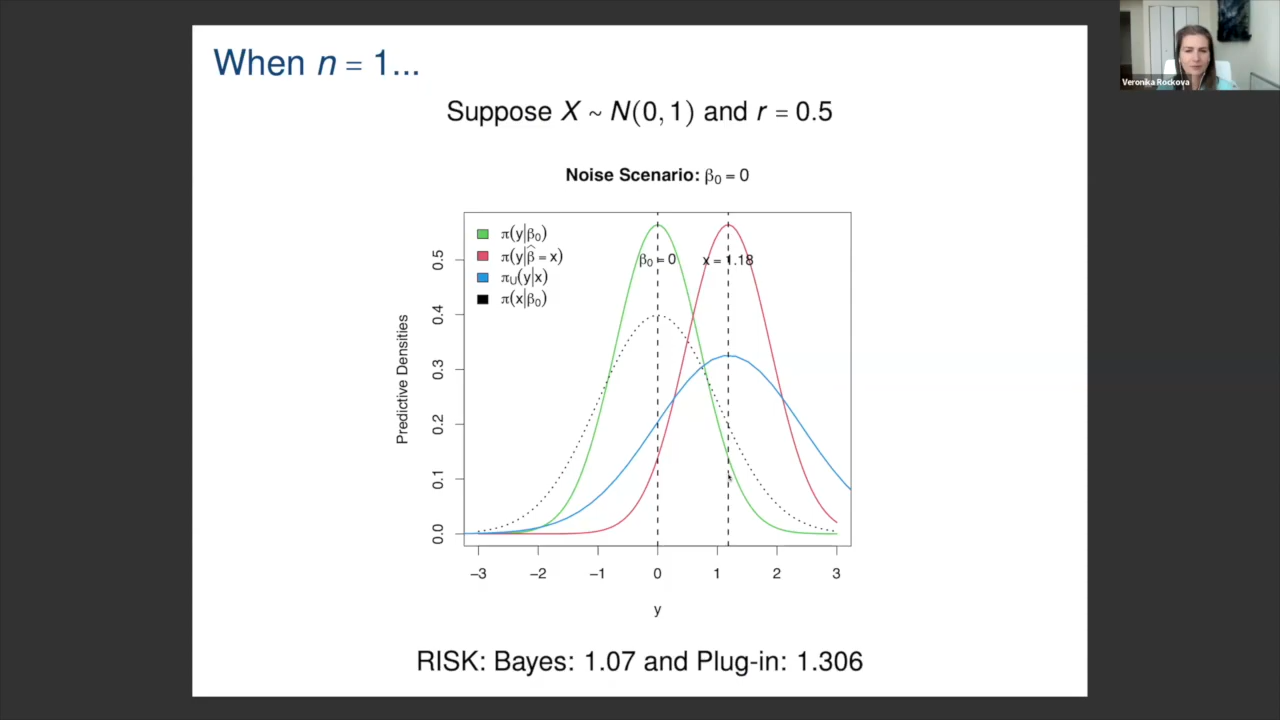 When n = 1...
Veronika Rockova
Suppose X ~ N(0, 1) and r = 0.5
Noise Scenario: β₀ = 0
π(y|β₀)
π(y|β̂ = x)
π_U(y|x)
π(x|β₀)
β₀ = 0
x = 1.18
Predictive Densities
0.5
0.4
0.3
0.2
0.1
0.0
−3 −2 −1 0 1 2 3
y
RISK: Bayes: 1.07 and Plug-in: 1.306